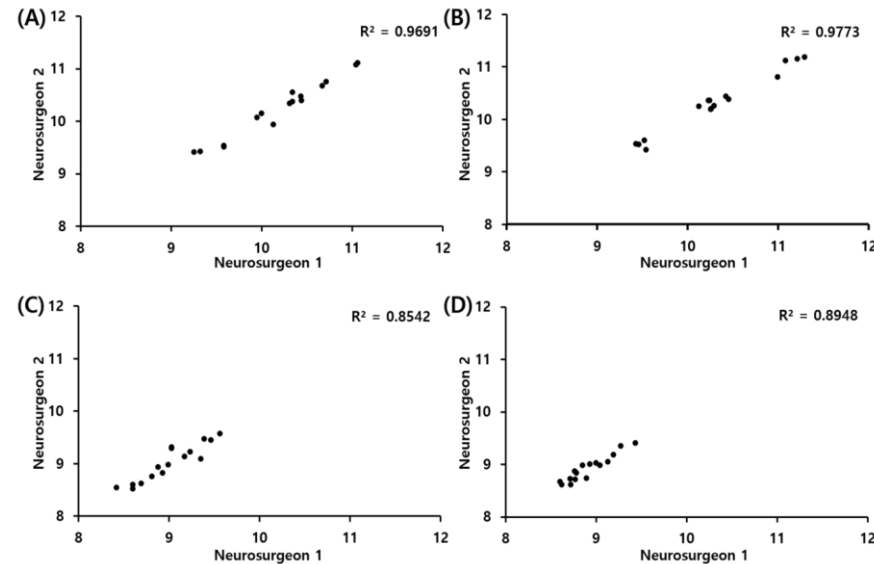 (A)
R² = 0.9691
12
11
10
9
8
Neurosurgeon 2
8 9 10 11 12
Neurosurgeon 1
(B)
R² = 0.9773
12
11
10
9
8
Neurosurgeon 2
8 9 10 11 12
Neurosurgeon 1
(C)
R² = 0.8542
12
11
10
9
8
Neurosurgeon 2
8 9 10 11 12
Neurosurgeon 1
(D)
R² = 0.8948
12
11
10
9
8
Neurosurgeon 2
8 9 10 11 12
Neurosurgeon 1